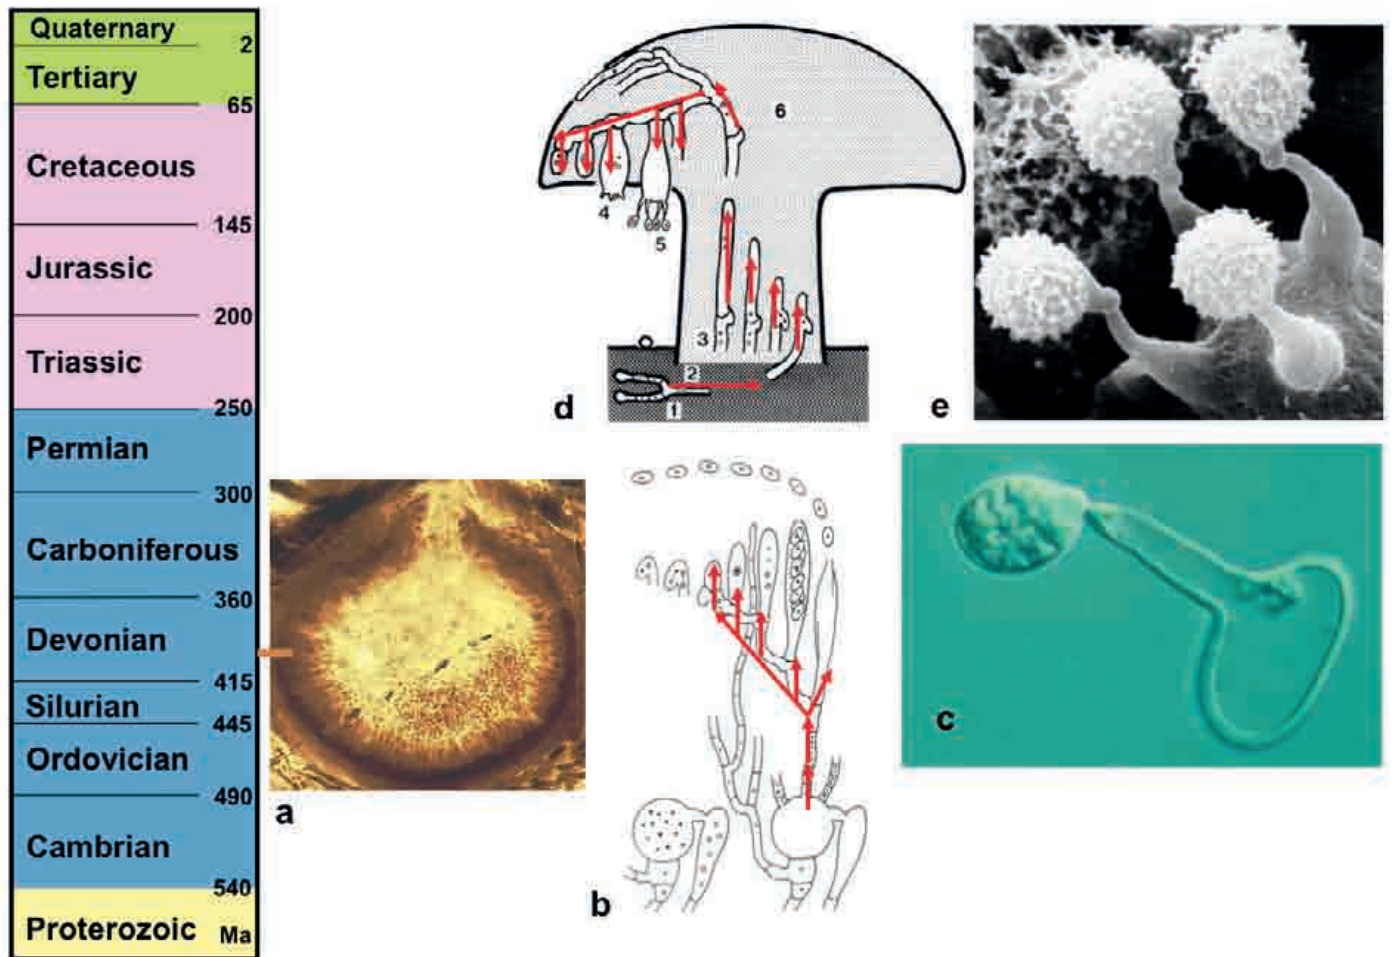 Quaternary
2
Tertiary
65
Cretaceous
145
Jurassic
200
Triassic
250
Permian
300
Carboniferous
360
Devonian
415
Silurian
445
Ordovician
490
Cambrian
540
Proterozoic Ma
a
6
4
5
3
2
1
d
e
b
c